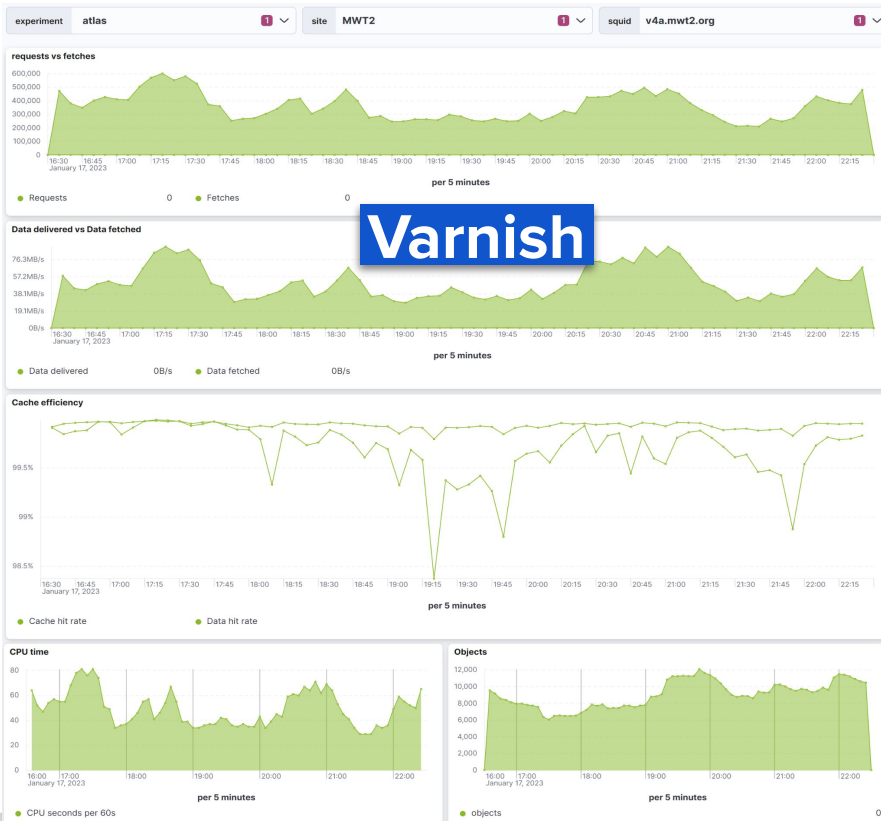 experiment atlas 1 site MWT2 1 squid v4a.mwt2.org 1
requests vs fetches
600,000
500,000
400,000
300,000
200,000
100,000
0
16:30 16:45 17:00 17:15 17:30 17:45 18:00 18:15 18:30 18:45 19:00 19:15 19:30 19:45 20:00 20:15 20:30 20:45 21:00 21:15 21:30 21:45 22:00 22:15
January 17, 2023
per 5 minutes
Requests 0 Fetches 0
Varnish
Data delivered vs Data fetched
76.3MB/s
57.2MB/s
38.1MB/s
19.1MB/s
0B/s
16:30 16:45 17:00 17:15 17:30 17:45 18:00 18:15 18:30 18:45 19:00 19:15 19:30 19:45 20:00 20:15 20:30 20:45 21:00 21:15 21:30 21:45 22:00 22:15
January 17, 2023
per 5 minutes
Data delivered 0B/s Data fetched 0B/s
Cache efficiency
99.5%
99%
98.5%
16:30 16:45 17:00 17:15 17:30 17:45 18:00 18:15 18:30 18:45 19:00 19:15 19:30 19:45 20:00 20:15 20:30 20:45 21:00 21:15 21:30 21:45 22:00 22:15
January 17, 2023
per 5 minutes
Cache hit rate Data hit rate
CPU time
80
60
40
20
0
16:00 17:00 18:00 19:00 20:00 21:00 22:00
January 17, 2023
per 5 minutes
CPU seconds per 60s
Objects
12,000
10,000
8,000
6,000
4,000
2,000
0
16:00 17:00 18:00 19:00 20:00 21:00 22:00
January 17, 2023
per 5 minutes
objects 0